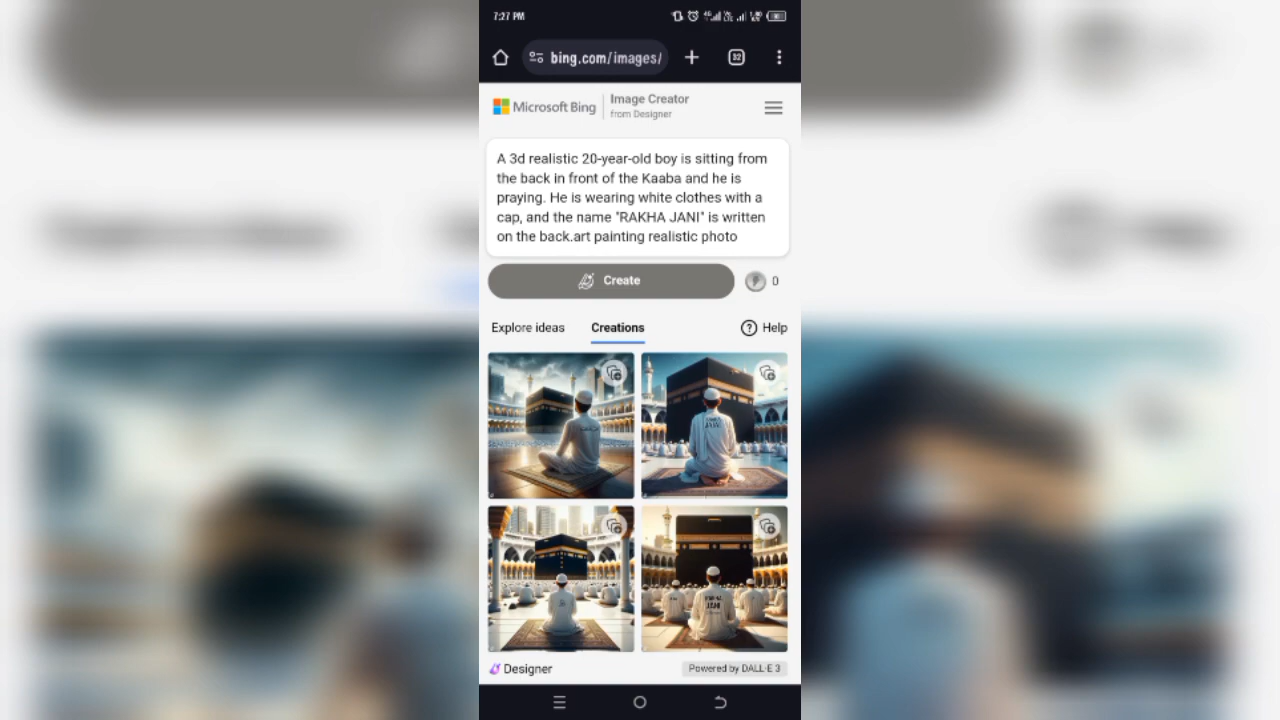 7:27 PM
32
bing.com/images/
Microsoft Bing
Image Creator
from Designer
A 3d realistic 20-year-old boy is sitting from
the back in front of the Kaaba and he is
praying. He is wearing white clothes with a
cap, and the name "RAKHA JANI" is written
on the back.art painting realistic photo
Create
0
Explore ideas
Creations
Help
JANI
JANI
Designer
Powered by DALL·E 3